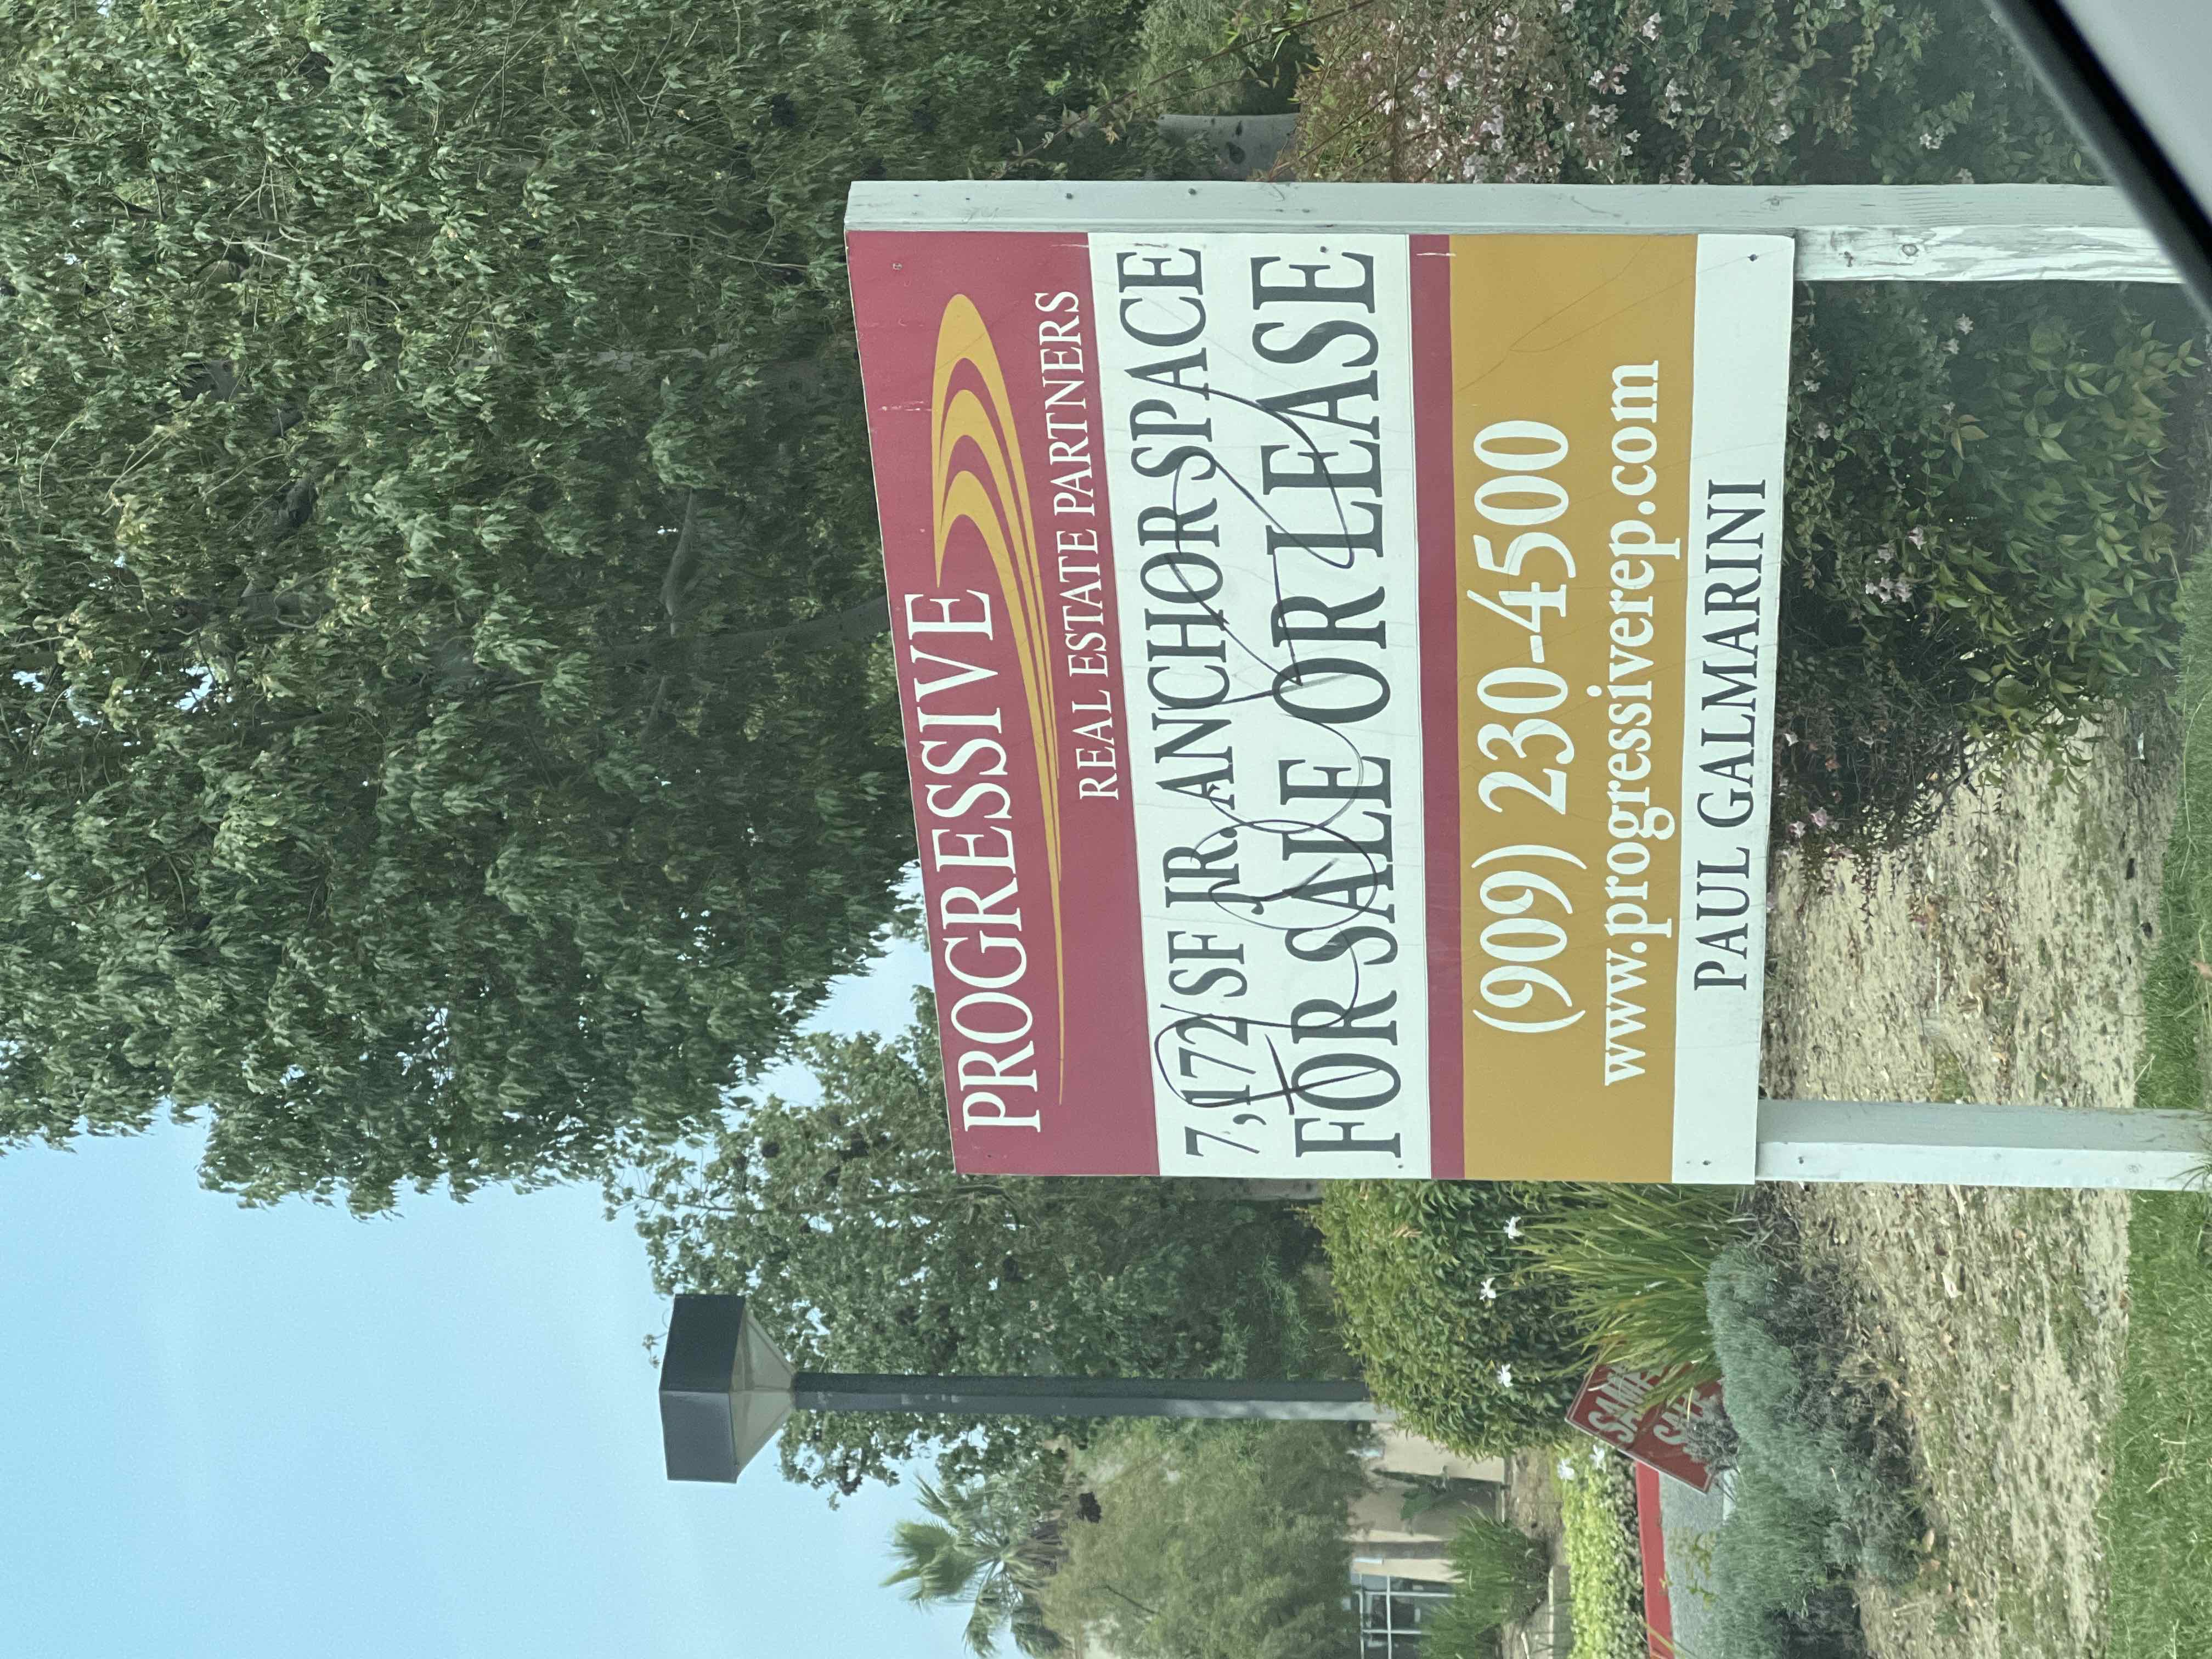 PROGRESSIVE
REAL ESTATE PARTNERS
7,172/SF JR. ANCHOR SPACE
FOR SALE OR LEASE
(909) 230-4500
www.progressiverep.com
PAUL GALMARINI